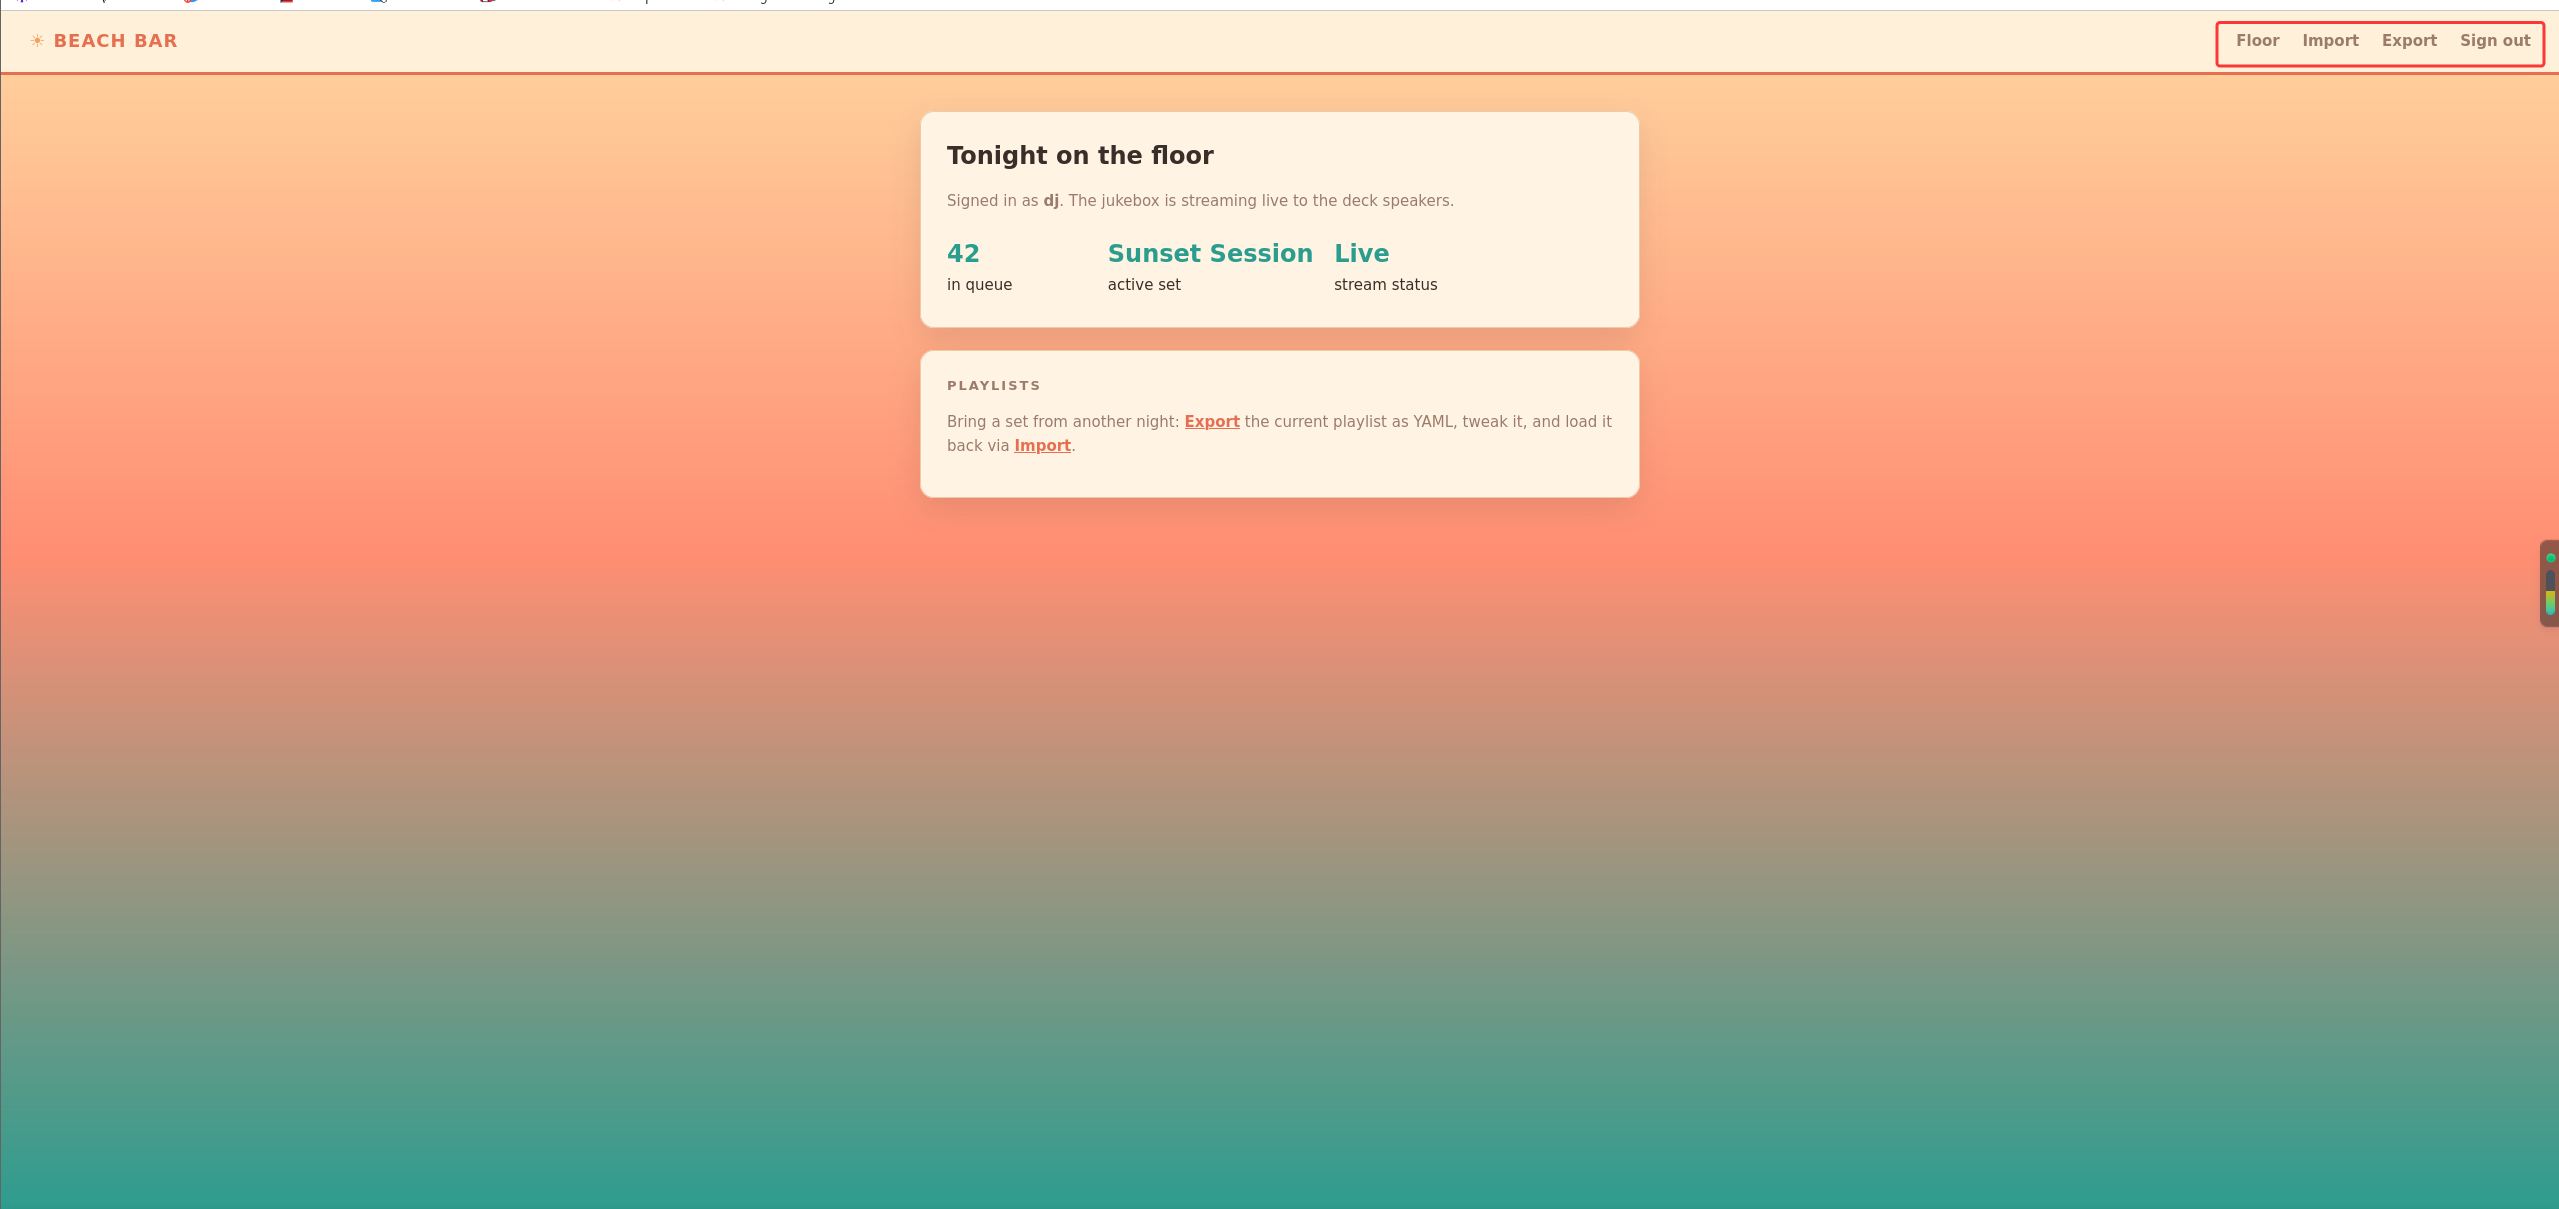 ☀ BEACH BAR
Floor Import Export Sign out
Tonight on the floor
Signed in as dj. The jukebox is streaming live to the deck speakers.
42 Sunset Session Live
in queue active set stream status
PLAYLISTS
Bring a set from another night: Export the current playlist as YAML, tweak it, and load it
back via Import.